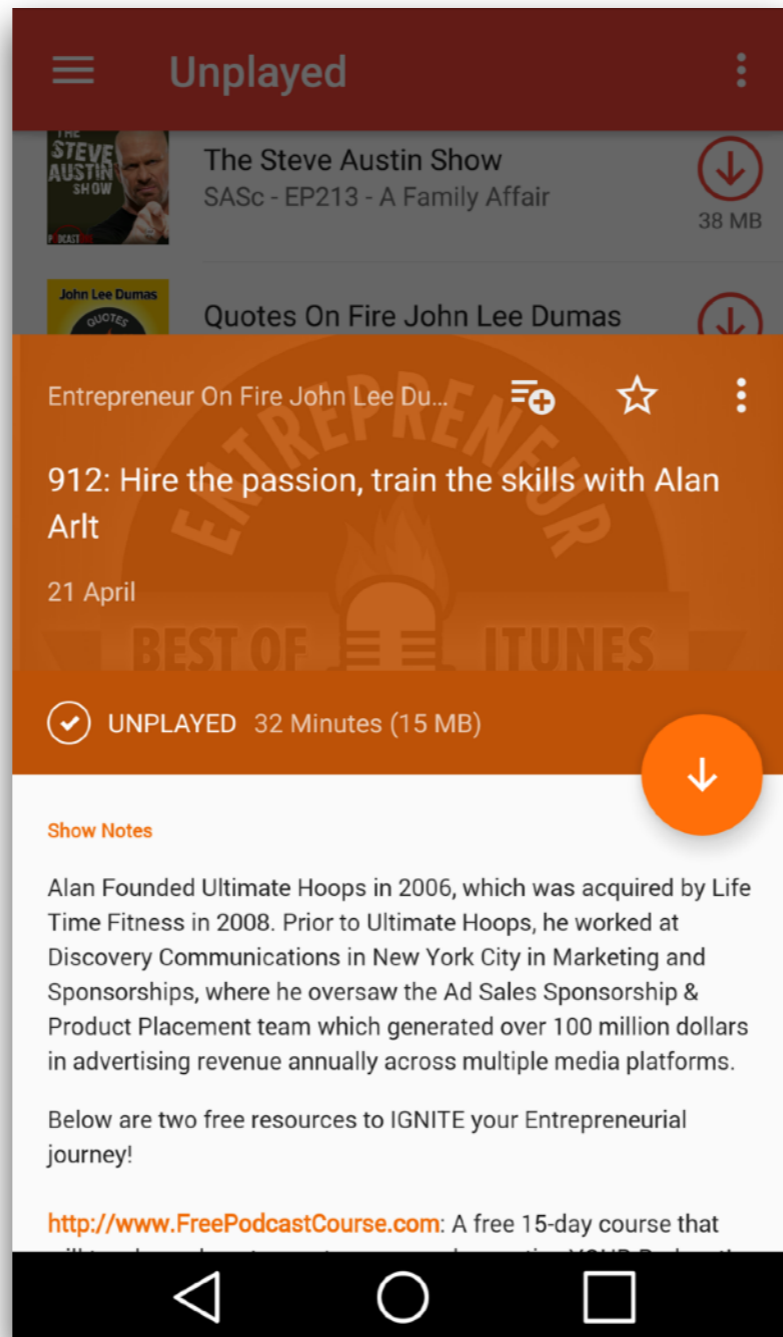 Unplayed
THE
STEVE
AUSTIN
SHOW
The Steve Austin Show
SASc - EP213 - A Family Affair
38 MB
John Lee Dumas
QUOTES
Quotes On Fire John Lee Dumas
Entrepreneur On Fire John Lee Du...
ENTREPRENEUR
912: Hire the passion, train the skills with Alan
Arlt
21 April
BEST OF ITUNES
UNPLAYED 32 Minutes (15 MB)
Show Notes
Alan Founded Ultimate Hoops in 2006, which was acquired by Life
Time Fitness in 2008. Prior to Ultimate Hoops, he worked at
Discovery Communications in New York City in Marketing and
Sponsorships, where he oversaw the Ad Sales Sponsorship &
Product Placement team which generated over 100 million dollars
in advertising revenue annually across multiple media platforms.
Below are two free resources to IGNITE your Entrepreneurial
journey!
http://www.FreePodcastCourse.com: A free 15-day course that